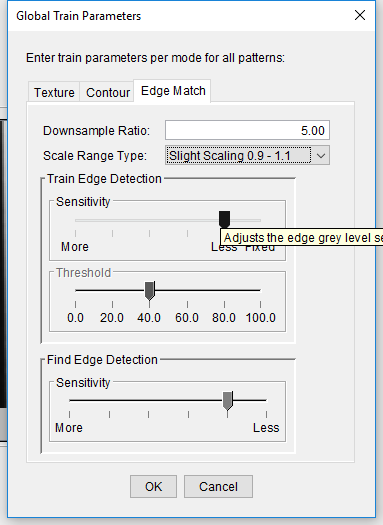 Global Train Parameters
Enter train parameters per mode for all patterns:
Texture Contour Edge Match
Downsample Ratio: 5.00
Scale Range Type: Slight Scaling 0.9 - 1.1
Train Edge Detection
Sensitivity
Adjusts the edge grey level se
More Less Fixed
Threshold
0.0 20.0 40.0 60.0 80.0 100.0
Find Edge Detection
Sensitivity
More Less
OK Cancel